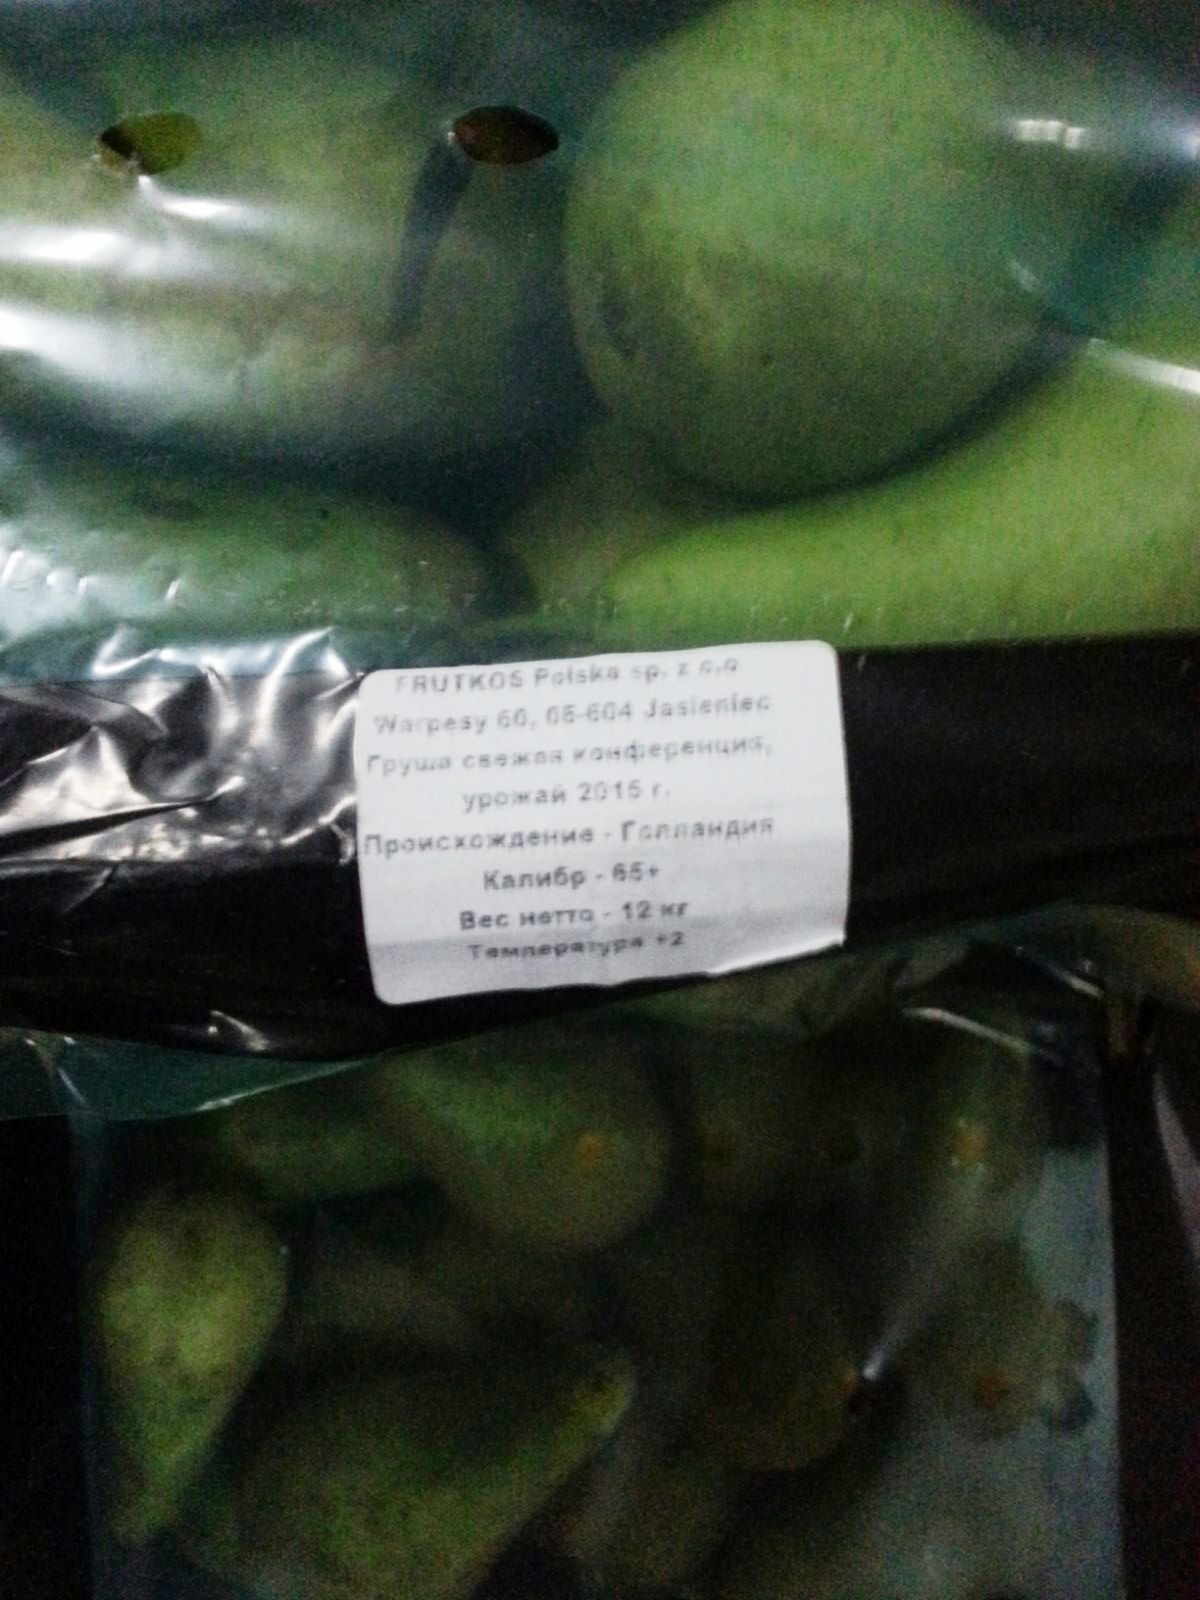 FRUTKOS Polska sp. z o.o
Warpesy 60, 05-604 Jasieniec
Груша свежая конференция,
урожай 2015 г.
Происхождение - Голландия
Калибр - 65+
Вес нетто - 12 кг
Температура +2